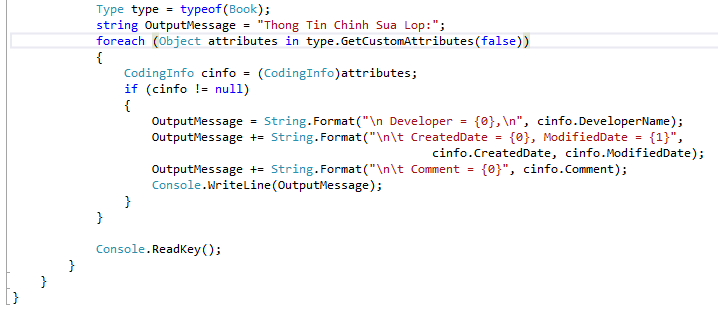 Type type = typeof(Book);
string OutputMessage = "Thong Tin Chinh Sua Lop:";
foreach (Object attributes in type.GetCustomAttributes(false))
{
CodingInfo cinfo = (CodingInfo)attributes;
if (cinfo != null)
{
OutputMessage = String.Format("\n Developer = {0},\n", cinfo.DeveloperName);
OutputMessage += String.Format("\n\t CreatedDate = {0}, ModifiedDate = {1}",
cinfo.CreatedDate, cinfo.ModifiedDate);
OutputMessage += String.Format("\n\t Comment = {0}", cinfo.Comment);
Console.WriteLine(OutputMessage);
}
}
Console.ReadKey();
}
}
}